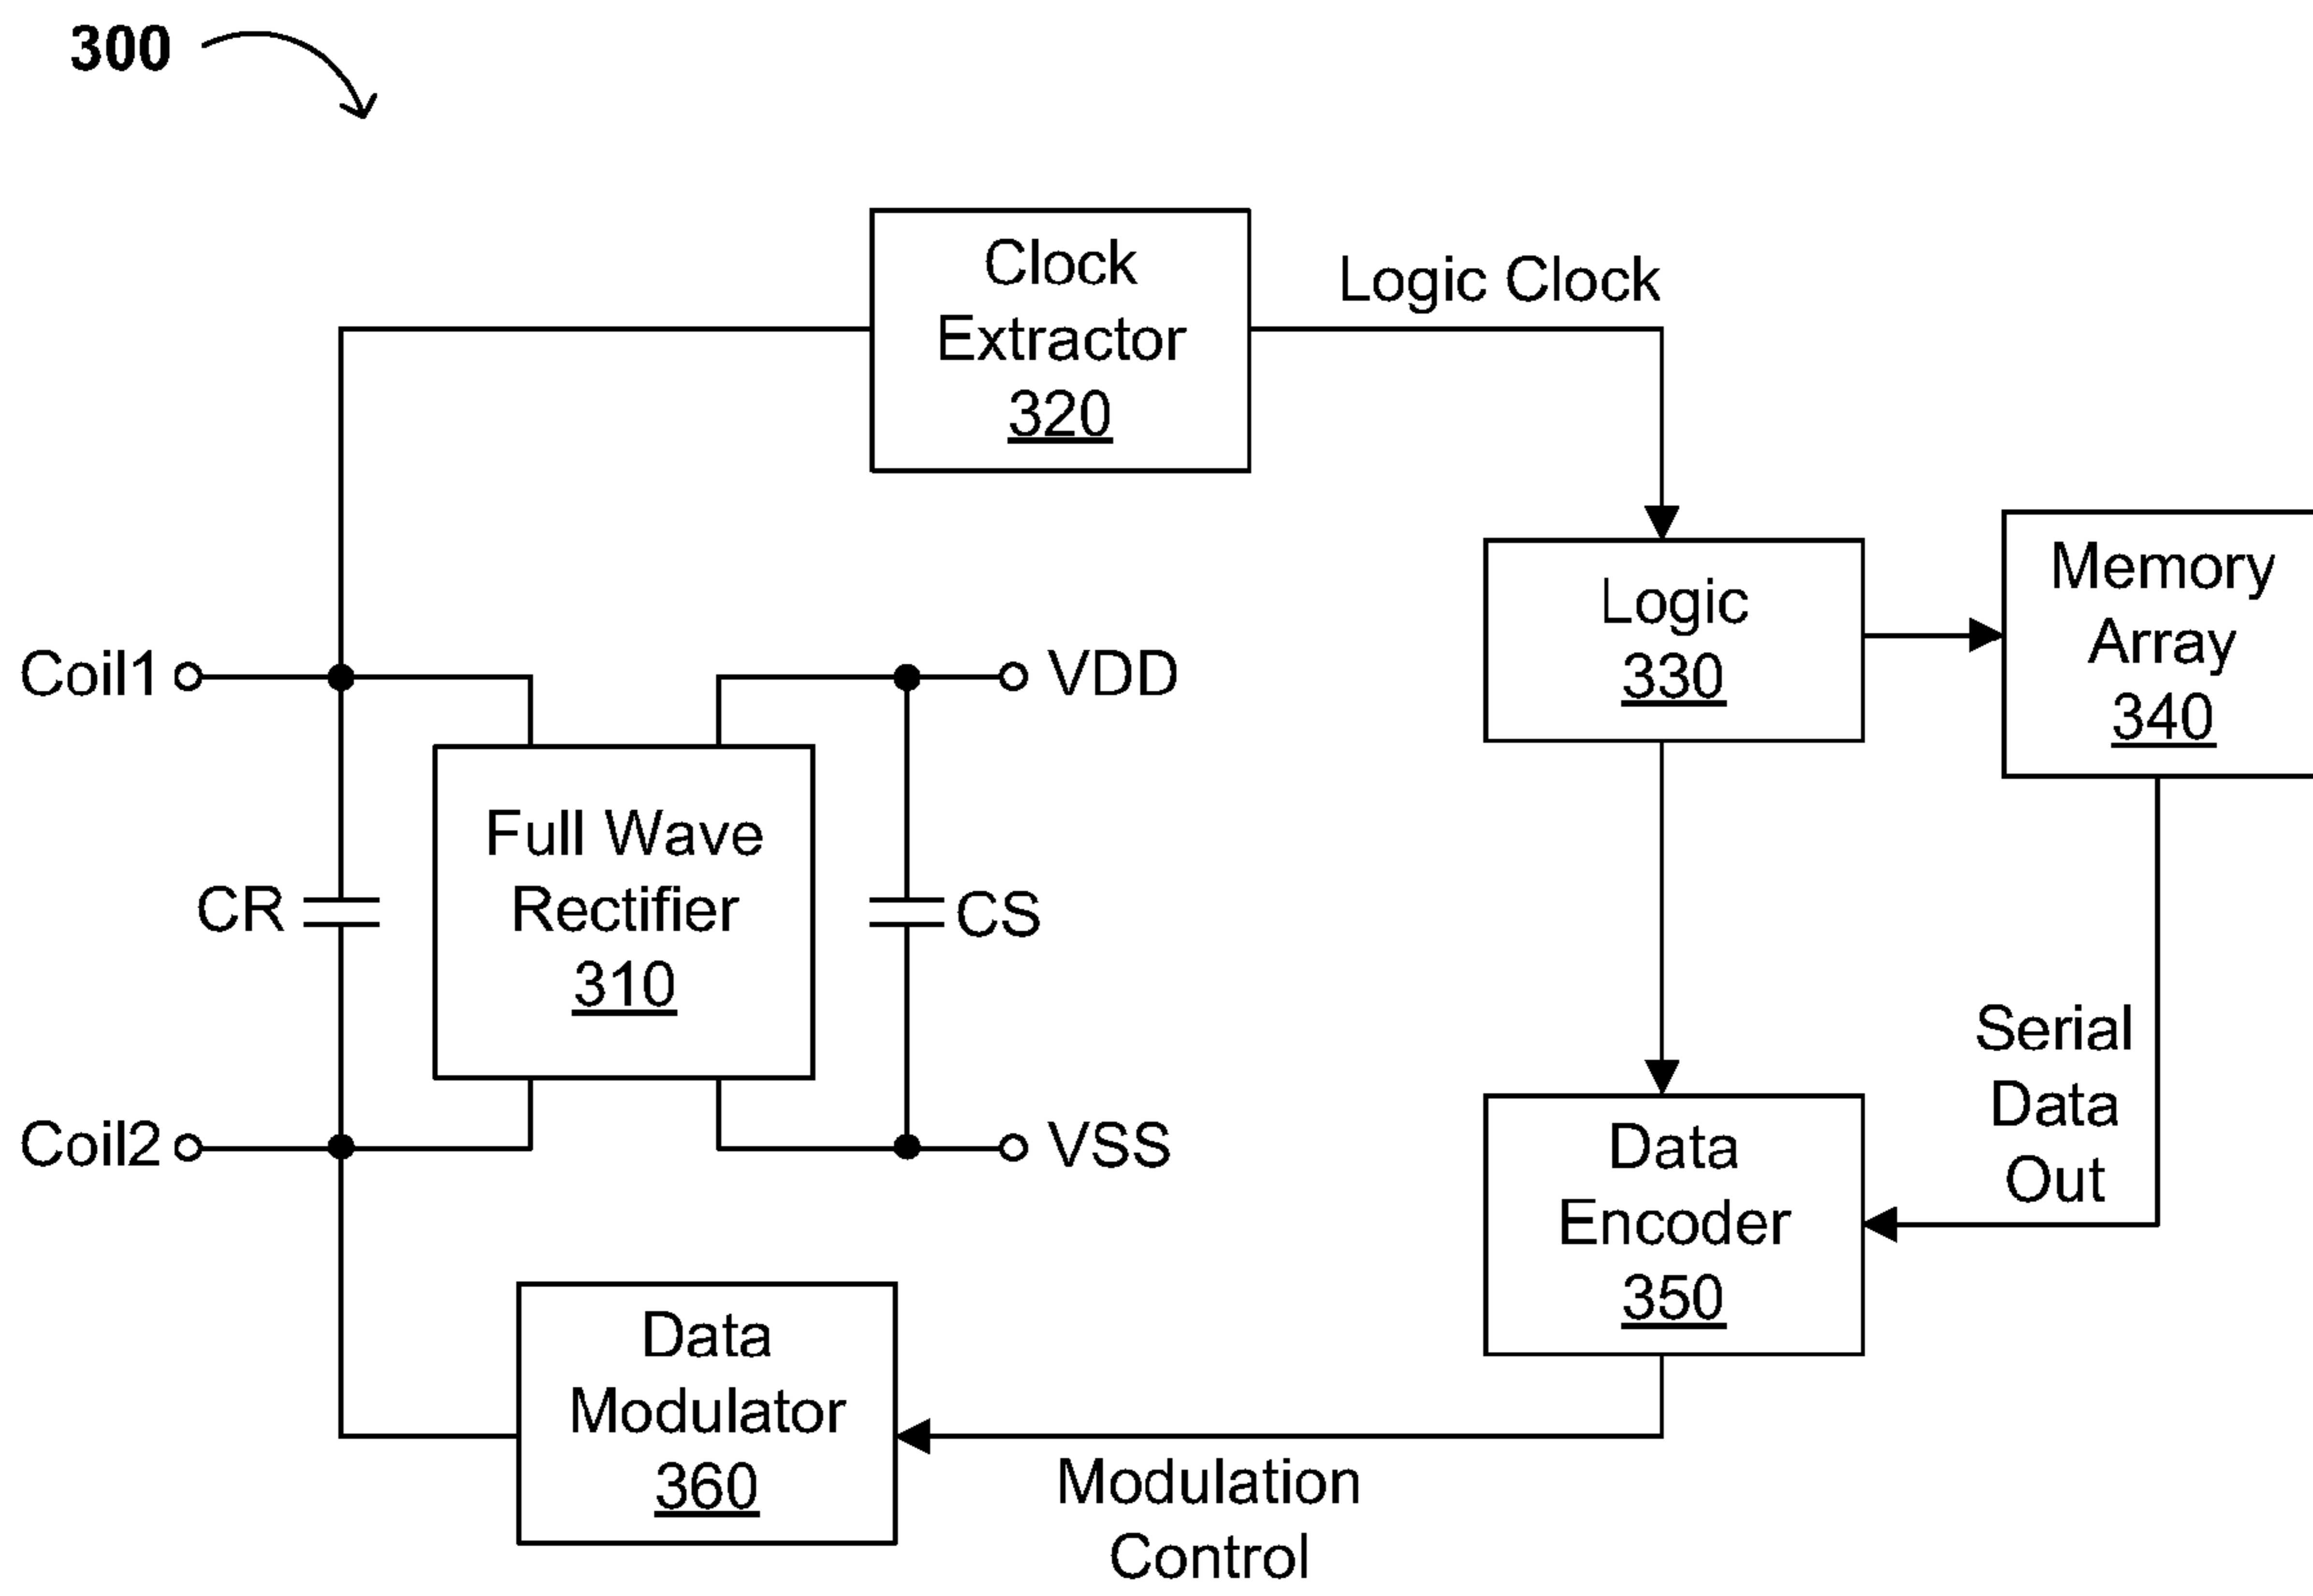 300
Clock
Extractor
320
Logic Clock
Logic
330
Memory
Array
340
Coil1
VDD
Full Wave
Rectifier
310
CR
CS
Coil2
VSS
Serial
Data
Out
Data
Encoder
350
Data
Modulator
360
Modulation
Control